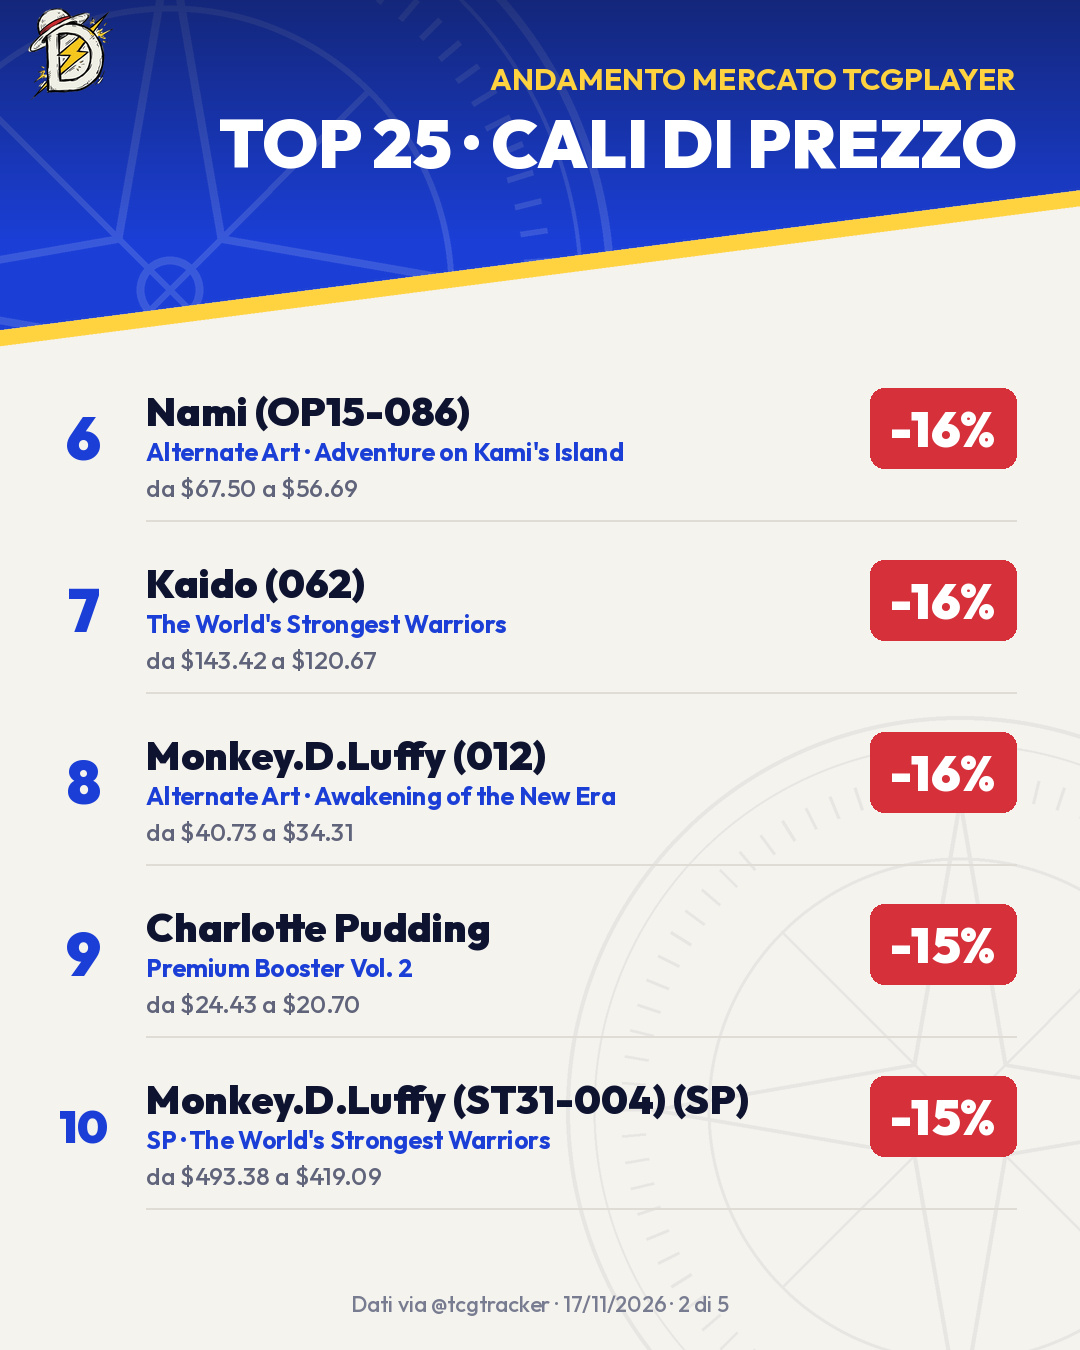 D
ANDAMENTO MERCATO TCGPLAYER
TOP 25 · CALI DI PREZZO
6
Nami (OP15-086)
Alternate Art · Adventure on Kami's Island
da $67.50 a $56.69
-16%
7
Kaido (062)
The World's Strongest Warriors
da $143.42 a $120.67
-16%
8
Monkey.D.Luffy (012)
Alternate Art · Awakening of the New Era
da $40.73 a $34.31
-16%
9
Charlotte Pudding
Premium Booster Vol. 2
da $24.43 a $20.70
-15%
10
Monkey.D.Luffy (ST31-004) (SP)
SP · The World's Strongest Warriors
da $493.38 a $419.09
-15%
Dati via @tcgtracker · 17/11/2026 · 2 di 5